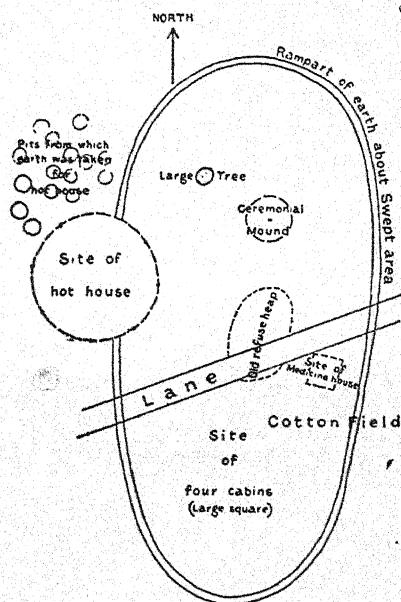 NORTH
Rampart of earth about Swept area
Pits from which
earth was taken
for
hot house
Large Tree
Ceremonial
Mound
Site of
hot house
Old refuse heap
Lane
Site of
Medicine house
Cotton Field
Site
of
four cabins
(Large square)